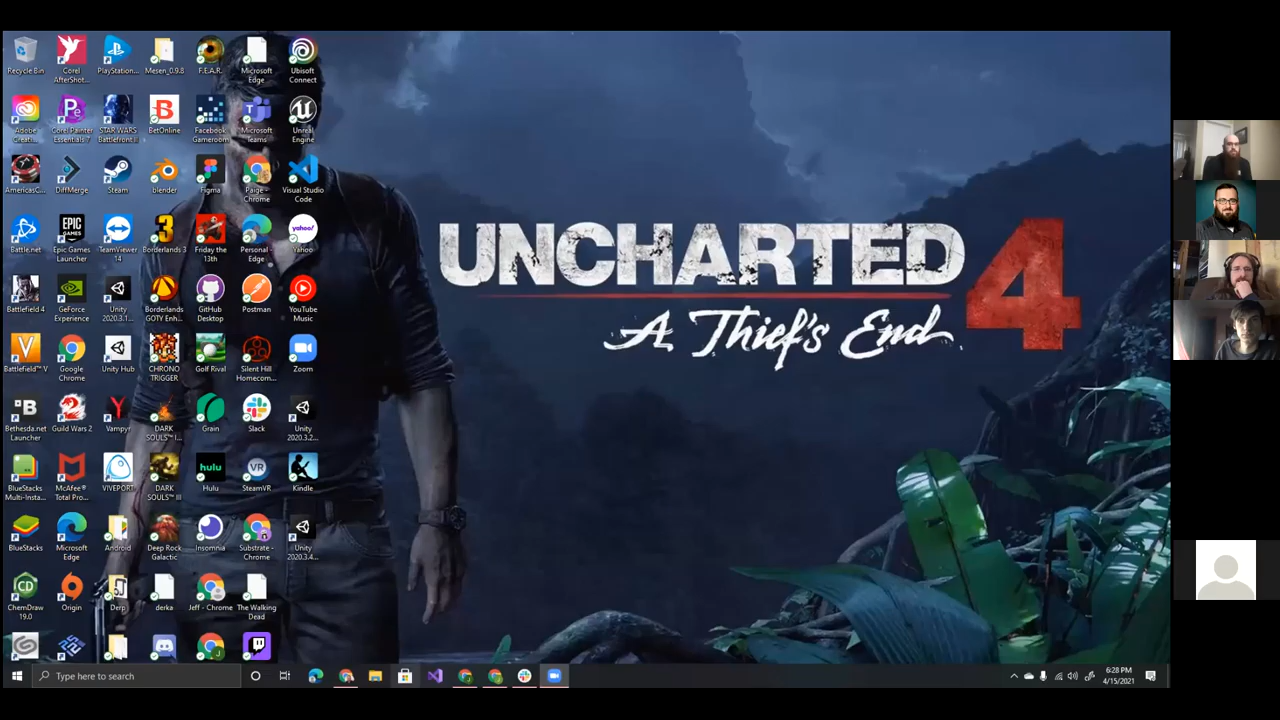 Recycle Bin
Corel
AfterShot...
PlayStation...
Mesen_0.9.8
F.E.A.R.
Microsoft
Edge
Ubisoft
Connect
Adobe
Creati...
Corel Painter
Essentials 7
STAR WARS
Battlefront II
BetOnline
Facebook
Gameroom
Microsoft
Teams
Unreal
Engine
AmericasC...
DiffMerge
Steam
blender
Figma
Paige -
Chrome
Visual Studio
Code
Battle.net
Epic Games
Launcher
TeamViewer
14
Borderlands 3
Friday the
13th
Personal -
Edge
Yahoo
Battlefield 4
GeForce
Experience
Unity
2020.3.1...
Borderlands
GOTY Enh...
GitHub
Desktop
Postman
YouTube
Music
Battlefield™ V
Google
Chrome
Unity Hub
CHRONO
TRIGGER
Golf Rival
Silent Hill
Homecom...
Zoom
Bethesda.net
Launcher
Guild Wars 2
Vampyr
DARK
SOULS™ I...
Grain
Slack
Unity
2020.3.2...
BlueStacks
Multi-Insta...
McAfee®
Total Pro...
VIVEPORT
DARK
SOULS™ III
Hulu
SteamVR
Kindle
BlueStacks
Microsoft
Edge
Android
Deep Rock
Galactic
Insomnia
Substrate -
Chrome
Unity
2020.3.4...
ChemDraw
19.0
Origin
Derp
derka
Jeff - Chrome
The Walking
Dead
UNCHARTED 4
A Thief's End
Type here to search
6:28 PM
4/15/2021